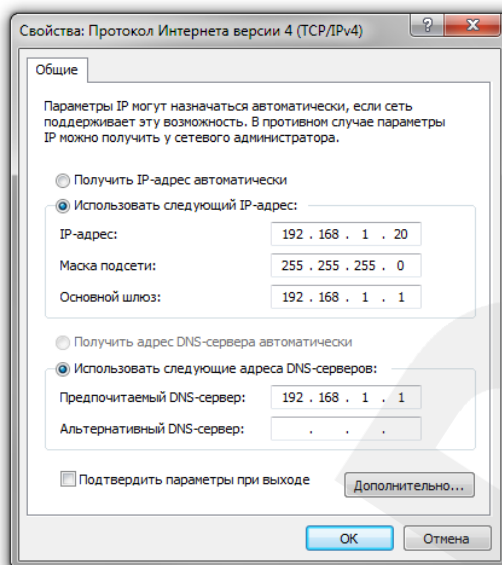 Свойства: Протокол Интернета версии 4 (TCP/IPv4)
Общие
Параметры IP могут назначаться автоматически, если сеть
поддерживает эту возможность. В противном случае параметры
IP можно получить у сетевого администратора.
Получить IP-адрес автоматически
Использовать следующий IP-адрес:
IP-адрес: 192 . 168 . 1 . 20
Маска подсети: 255 . 255 . 255 . 0
Основной шлюз: 192 . 168 . 1 . 1
Получить адрес DNS-сервера автоматически
Использовать следующие адреса DNS-серверов:
Предпочитаемый DNS-сервер: 192 . 168 . 1 . 1
Альтернативный DNS-сервер: . . .
Подтвердить параметры при выходе Дополнительно...
OK Отмена